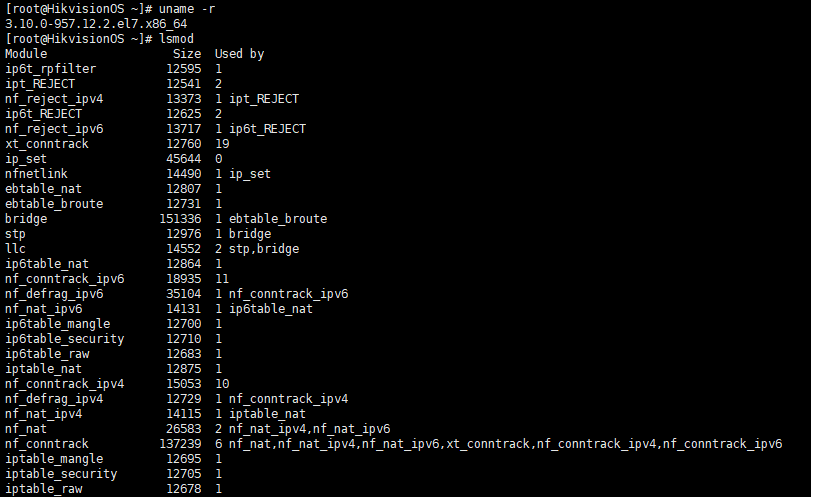 [root@HikvisionOS ~]# uname -r
3.10.0-957.12.2.el7.x86_64
[root@HikvisionOS ~]# lsmod
Module                  Size  Used by
ip6t_rpfilter          12595  1
ipt_REJECT             12541  2
nf_reject_ipv4         13373  1 ipt_REJECT
ip6t_REJECT            12625  2
nf_reject_ipv6         13717  1 ip6t_REJECT
xt_conntrack           12760  19
ip_set                 45644  0
nfnetlink              14490  1 ip_set
ebtable_nat            12807  1
ebtable_broute         12731  1
bridge                151336  1 ebtable_broute
stp                    12976  1 bridge
llc                    14552  2 stp,bridge
ip6table_nat           12864  1
nf_conntrack_ipv6      18935  11
nf_defrag_ipv6         35104  1 nf_conntrack_ipv6
nf_nat_ipv6            14131  1 ip6table_nat
ip6table_mangle        12700  1
ip6table_security      12710  1
ip6table_raw           12683  1
iptable_nat            12875  1
nf_conntrack_ipv4      15053  10
nf_defrag_ipv4         12729  1 nf_conntrack_ipv4
nf_nat_ipv4            14115  1 iptable_nat
nf_nat                 26583  2 nf_nat_ipv4,nf_nat_ipv6
nf_conntrack          137239  6 nf_nat,nf_nat_ipv4,nf_nat_ipv6,xt_conntrack,nf_conntrack_ipv4,nf_conntrack_ipv6
iptable_mangle         12695  1
iptable_security       12705  1
iptable_raw            12678  1